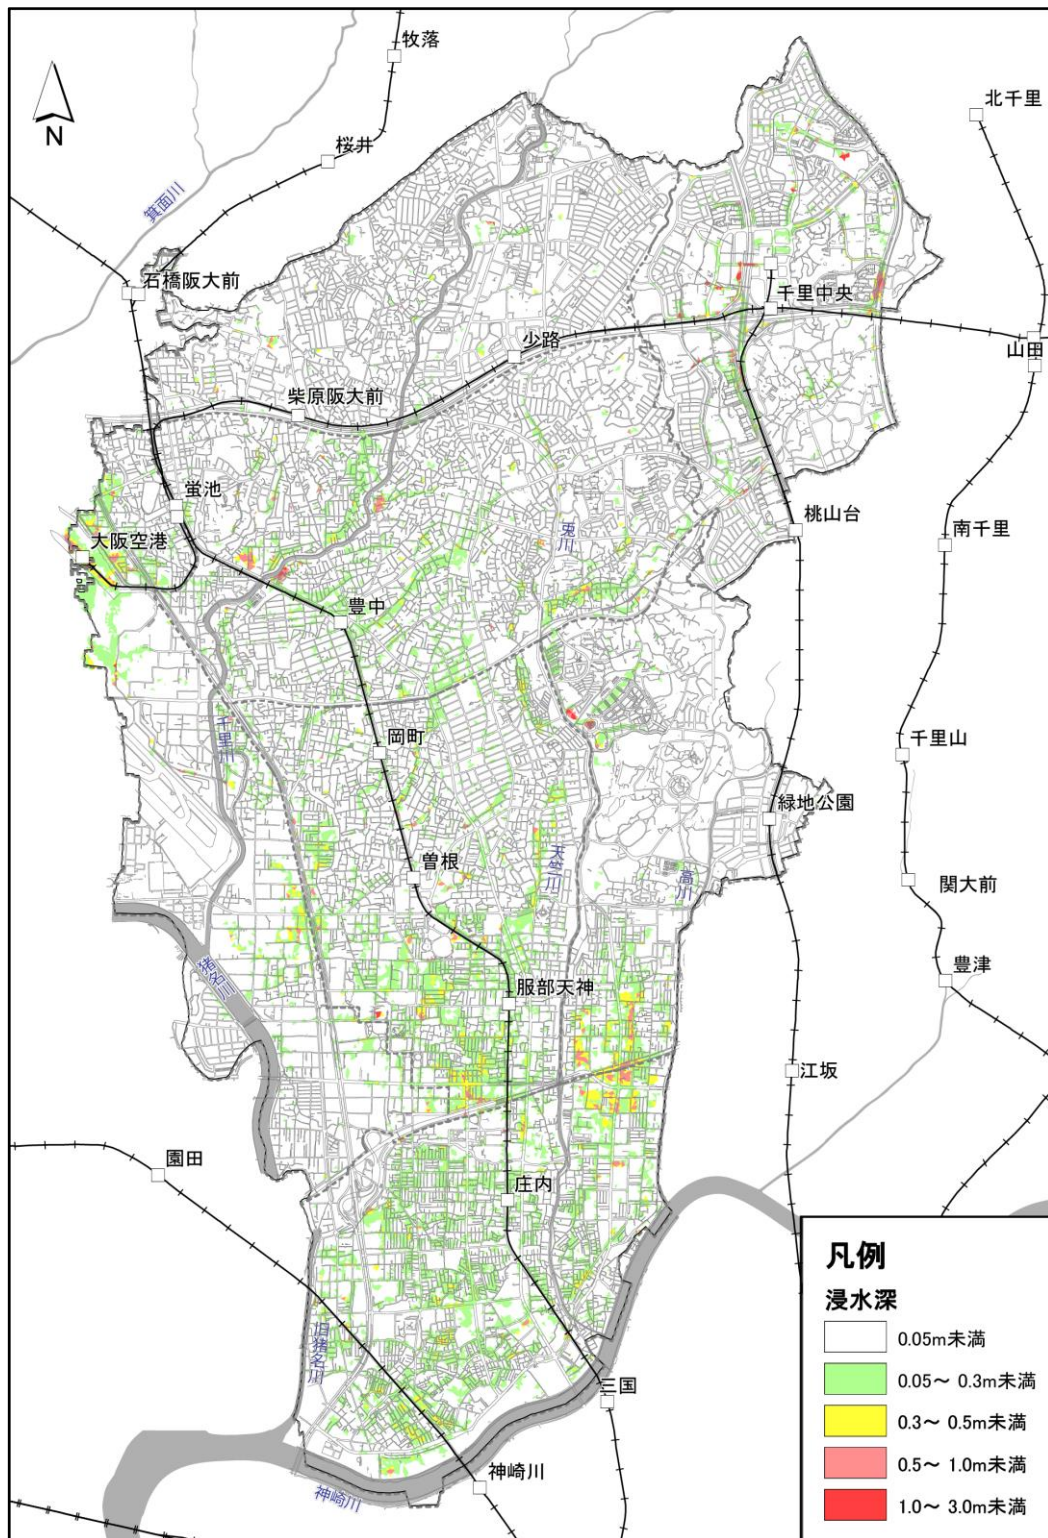 牧落
北千里
N
桜井
箕面川
石橋阪大前
千里中央
少路
山田
柴原阪大前
蛍池
桃山台
兎川
南千里
大阪空港
豊中
千里川
岡町
千里山
緑地公園
曽根
天竺川
高川
関大前
猪名川
豊津
服部天神
江坂
園田
庄内
旧猪名川
三国
神崎川
神崎川
凡例
浸水深
0.05m未満
0.05～ 0.3m未満
0.3～ 0.5m未満
0.5～ 1.0m未満
1.0～ 3.0m未満